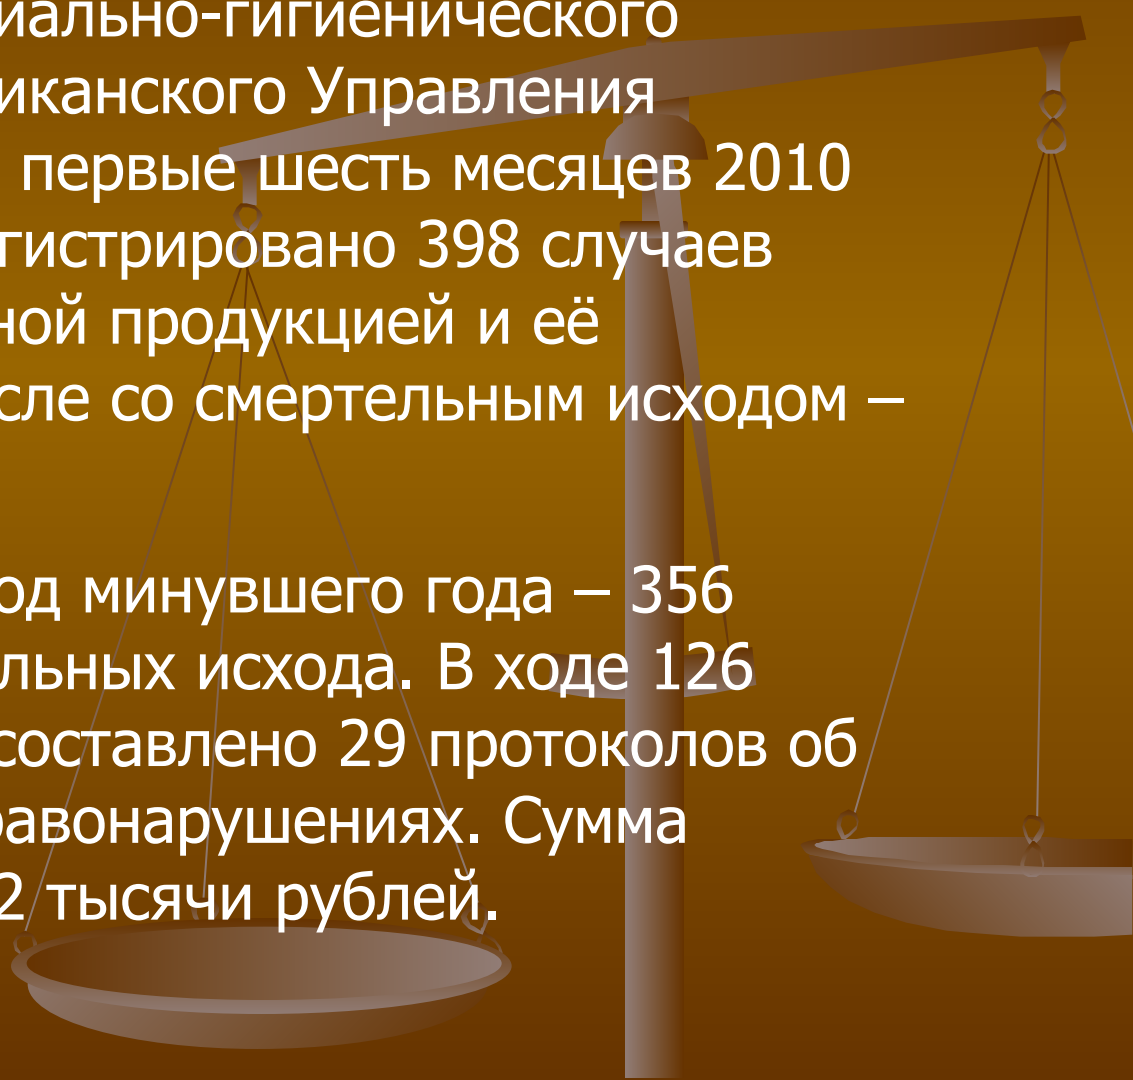 иально-гигиенического
иканского Управления
первые шесть месяцев 2010
гистрировано 398 случаев
ной продукцией и её
сле со смертельным исходом –
од минувшего года – 356
льных исхода. В ходе 126
составлено 29 протоколов об
равонарушениях. Сумма
2 тысячи рублей.